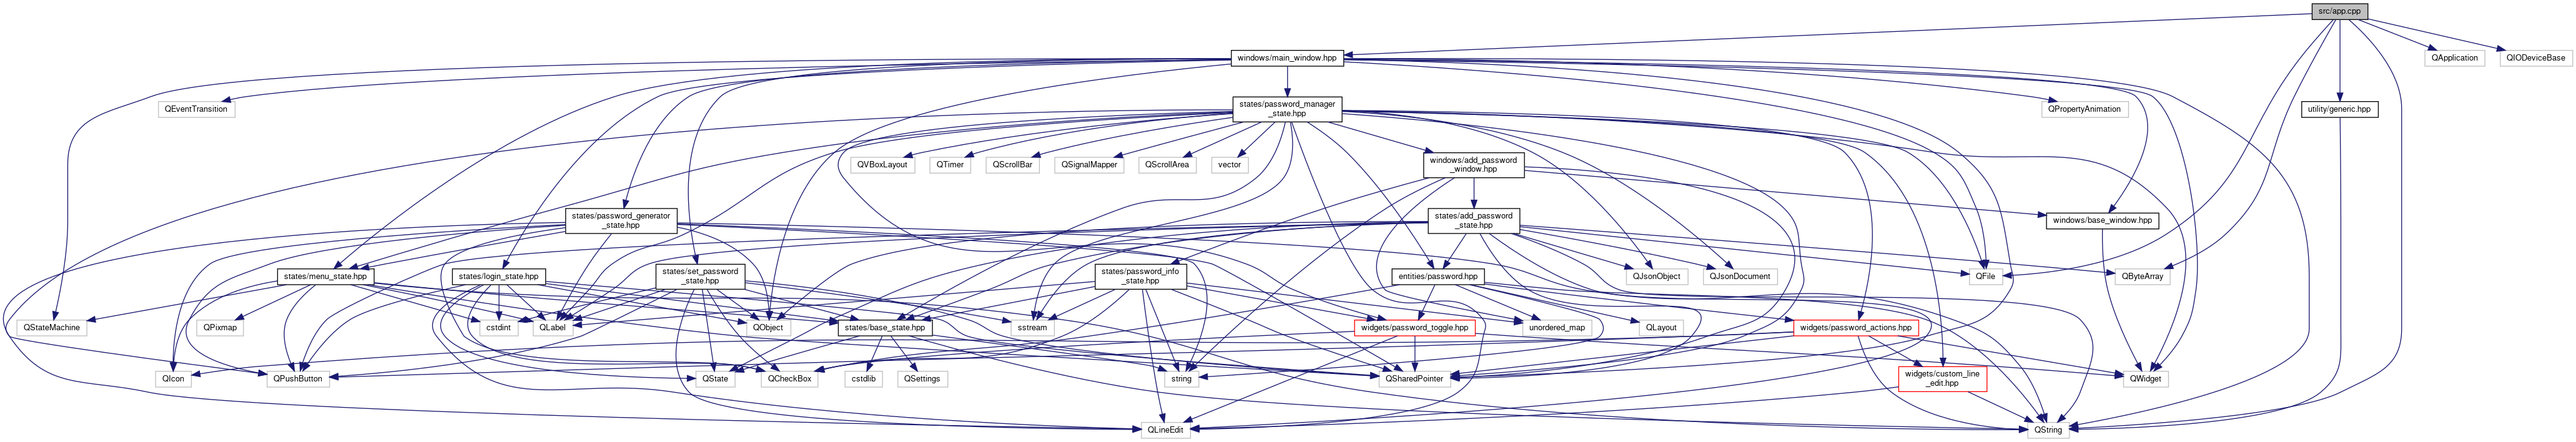 src/app.cpp
windows/main_window.hpp
QApplication
QIODeviceBase
QEventTransition
states/password_manager
_state.hpp
QPropertyAnimation
utility/generic.hpp
QVBoxLayout
QTimer
QScrollBar
QSignalMapper
QScrollArea
vector
windows/add_password
_window.hpp
states/password_generator
_state.hpp
states/add_password
_state.hpp
windows/base_window.hpp
states/menu_state.hpp
states/login_state.hpp
states/set_password
_state.hpp
states/password_info
_state.hpp
entities/password.hpp
QJsonObject
QJsonDocument
QFile
QByteArray
QStateMachine
QPixmap
cstdint
QLabel
QObject
states/base_state.hpp
sstream
widgets/password_toggle.hpp
unordered_map
QLayout
widgets/password_actions.hpp
QIcon
QPushButton
QState
QCheckBox
cstdlib
QSettings
string
QSharedPointer
widgets/custom_line
_edit.hpp
QWidget
QLineEdit
QString